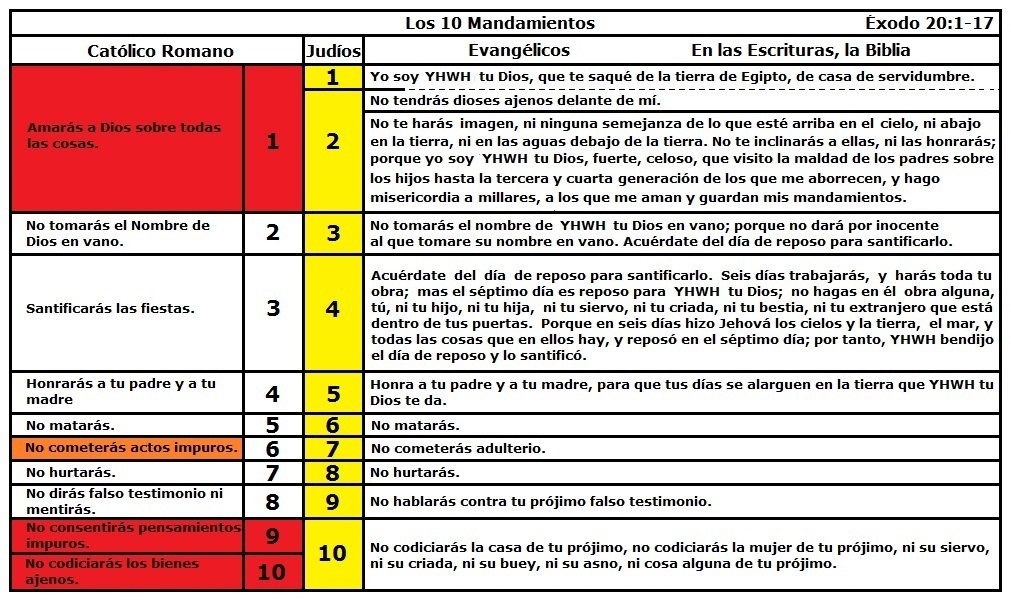 Los 10 Mandamientos Éxodo 20:1-17
Católico Romano Judíos Evangélicos En las Escrituras, la Biblia
1 Yo soy YHWH tu Dios, que te saqué de la tierra de Egipto, de casa de servidumbre.
Amarás a Dios sobre todas
las cosas.
1
2
No tendrás dioses ajenos delante de mí.
No te harás imagen, ni ninguna semejanza de lo que esté arriba en el cielo, ni abajo
en la tierra, ni en las aguas debajo de la tierra. No te inclinarás a ellas, ni las honrarás;
porque yo soy YHWH tu Dios, fuerte, celoso, que visito la maldad de los padres sobre
los hijos hasta la tercera y cuarta generación de los que me aborrecen, y hago
misericordia a millares, a los que me aman y guardan mis mandamientos.
No tomarás el Nombre de
Dios en vano.
2
3
No tomarás el nombre de YHWH tu Dios en vano; porque no dará por inocente
al que tomare su nombre en vano. Acuérdate del día de reposo para santificarlo.
Santificarás las fiestas.
3
4
Acuérdate del día de reposo para santificarlo. Seis días trabajarás, y harás toda tu
obra; mas el séptimo día es reposo para YHWH tu Dios; no hagas en él obra alguna,
tú, ni tu hijo, ni tu hija, ni tu siervo, ni tu criada, ni tu bestia, ni tu extranjero que está
dentro de tus puertas. Porque en seis días hizo Jehová los cielos y la tierra, el mar, y
todas las cosas que en ellos hay, y reposó en el séptimo día; por tanto, YHWH bendijo
el día de reposo y lo santificó.
Honrarás a tu padre y a tu
madre
4
5
Honra a tu padre y a tu madre, para que tus días se alarguen en la tierra que YHWH tu
Dios te da.
No matarás. 5 6 No matarás.
No cometerás actos impuros. 6 7 No cometerás adulterio.
No hurtarás. 7 8 No hurtarás.
No dirás falso testimonio ni
mentirás.
8
9
No hablarás contra tu prójimo falso testimonio.
No consentirás pensamientos
impuros.
9
No codiciarás los bienes
ajenos.
10
10
No codiciarás la casa de tu prójimo, no codiciarás la mujer de tu prójimo, ni su siervo,
ni su criada, ni su buey, ni su asno, ni cosa alguna de tu prójimo.